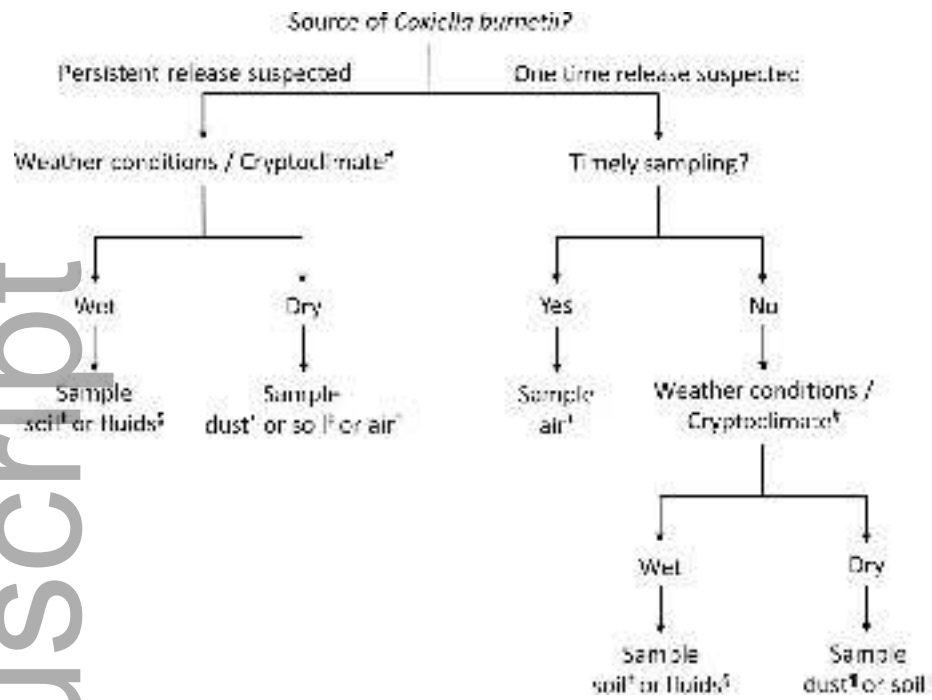 Source of Coxiella burnetii?
Persistent release suspected
One time release suspected
Weather conditions / Cryptoclimate
Timely sampling?
Wet
Dry
Yes
No
Sample
soil or fluids
Sample
dust or soil or air
Sample
air
Weather conditions /
Cryptoclimate
Wet
Dry
Sample
soil or fluids
Sample
dust¶ or soil
uscript